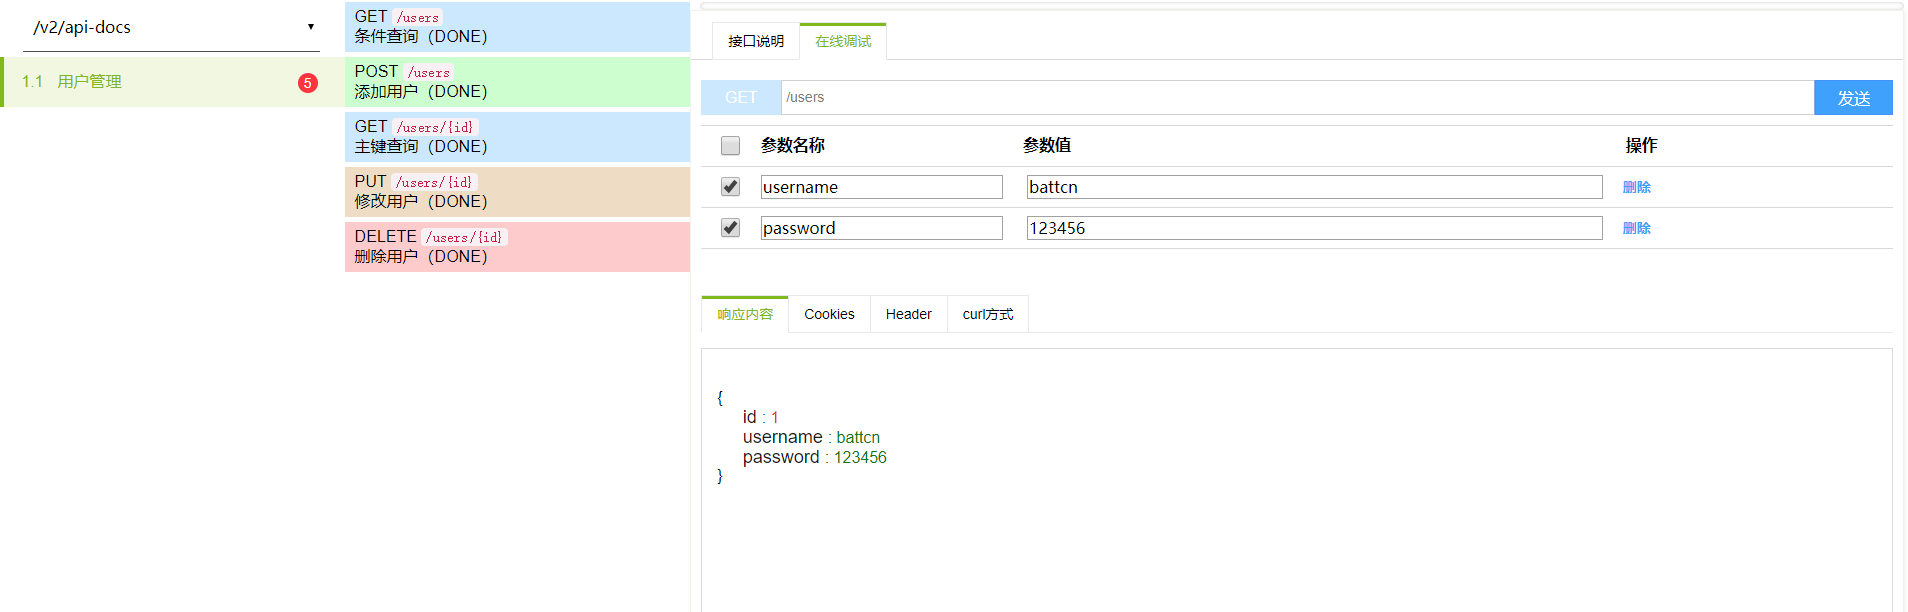 /v2/api-docs
1.1 用户管理 5
GET /users
条件查询（DONE）
POST /users
添加用户（DONE）
GET /users/{id}
主键查询（DONE）
PUT /users/{id}
修改用户（DONE）
DELETE /users/{id}
删除用户（DONE）
接口说明 在线调试
GET /users 发送
参数名称 参数值 操作
username battcn 删除
password 123456 删除
响应内容 Cookies Header curl方式
{
id : 1
username : battcn
password : 123456
}